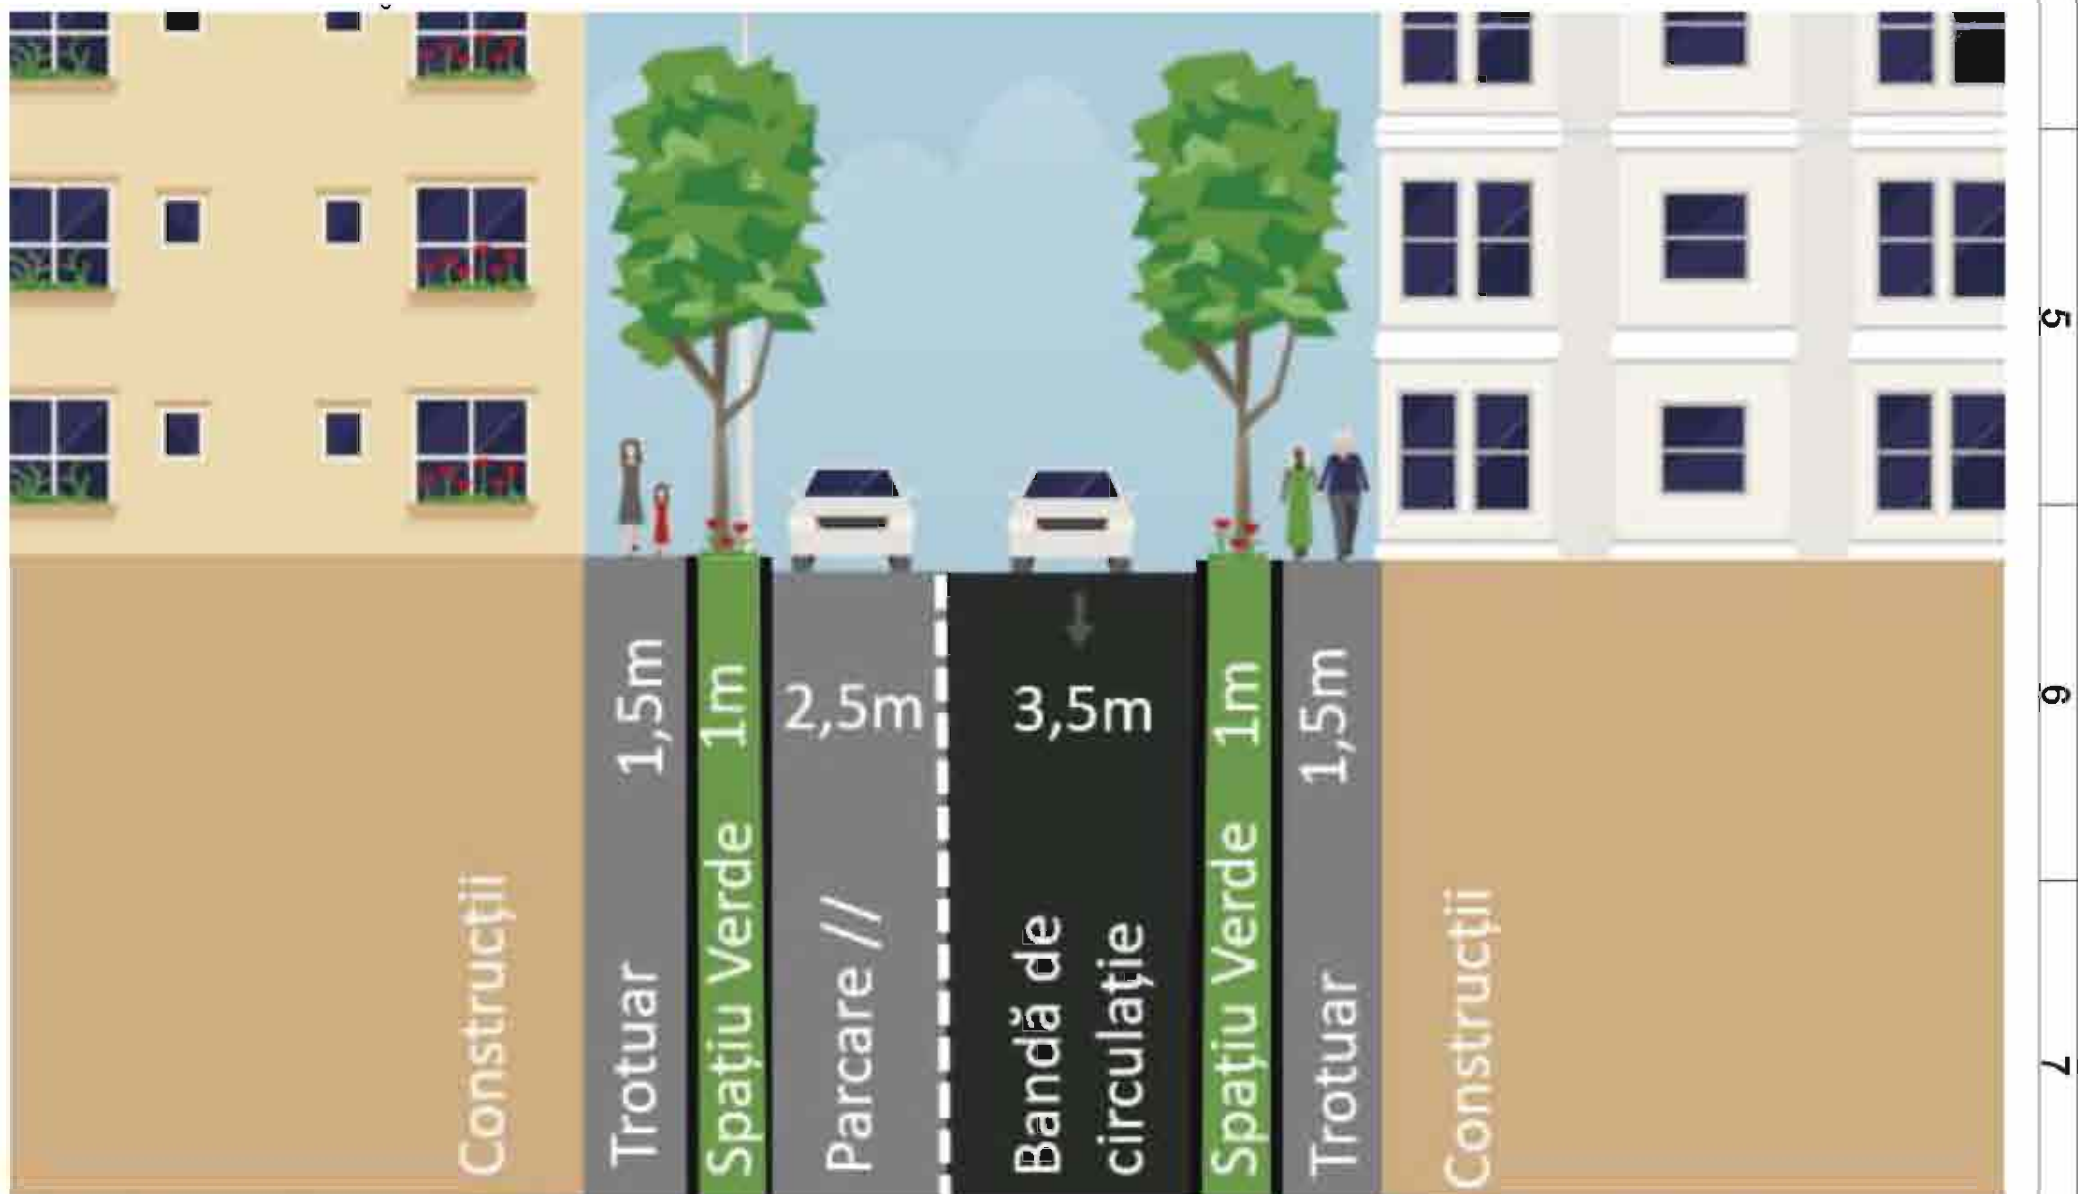 Construcții
Trotuar 1,5m
Spațiu Verde 1m
Parcare //
2,5m
3,5m
Bandă de
circulație
Spațiu Verde 1m
Trotuar 1,5m
Construcții
5
6
7